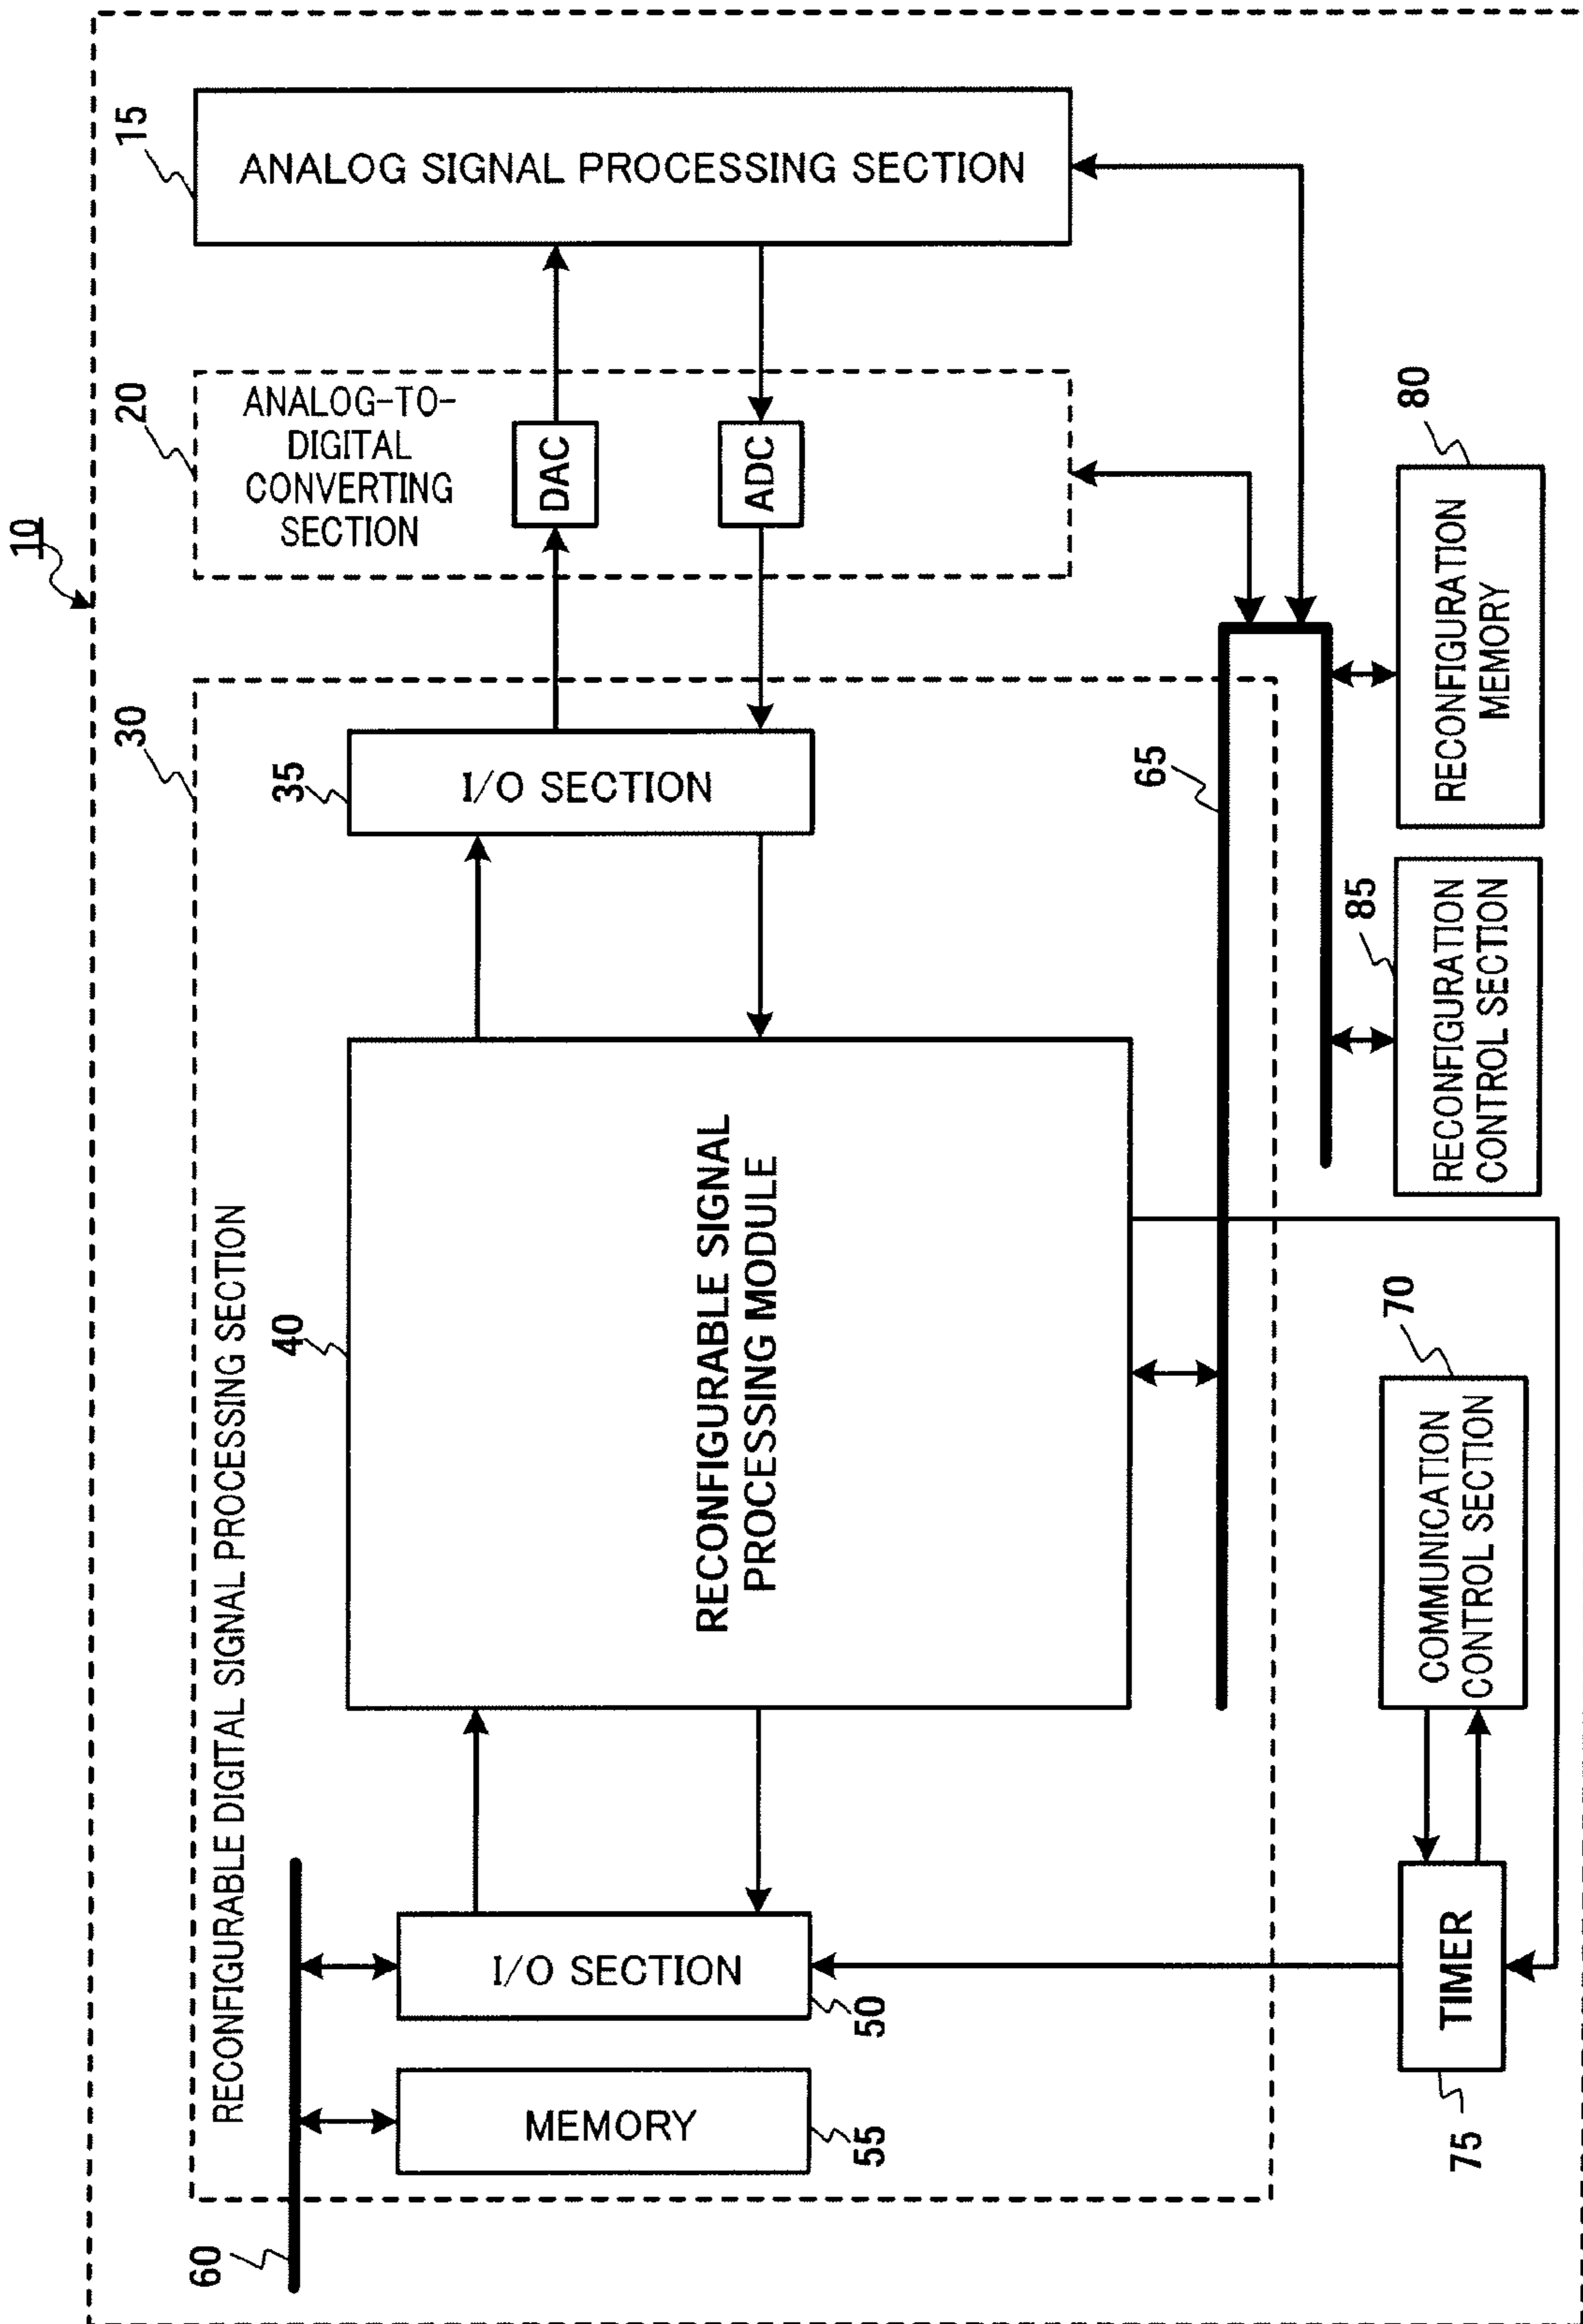 10
30
RECONFIGURABLE DIGITAL SIGNAL PROCESSING SECTION
20
ANALOG-TO-
DIGITAL
CONVERTING
SECTION
15
ANALOG SIGNAL PROCESSING SECTION
DAC
ADC
60
40
RECONFIGURABLE SIGNAL
PROCESSING MODULE
35
I/O SECTION
I/O SECTION
50
MEMORY
55
65
75
TIMER
70
COMMUNICATION
CONTROL SECTION
85
RECONFIGURATION
CONTROL SECTION
80
RECONFIGURATION
MEMORY